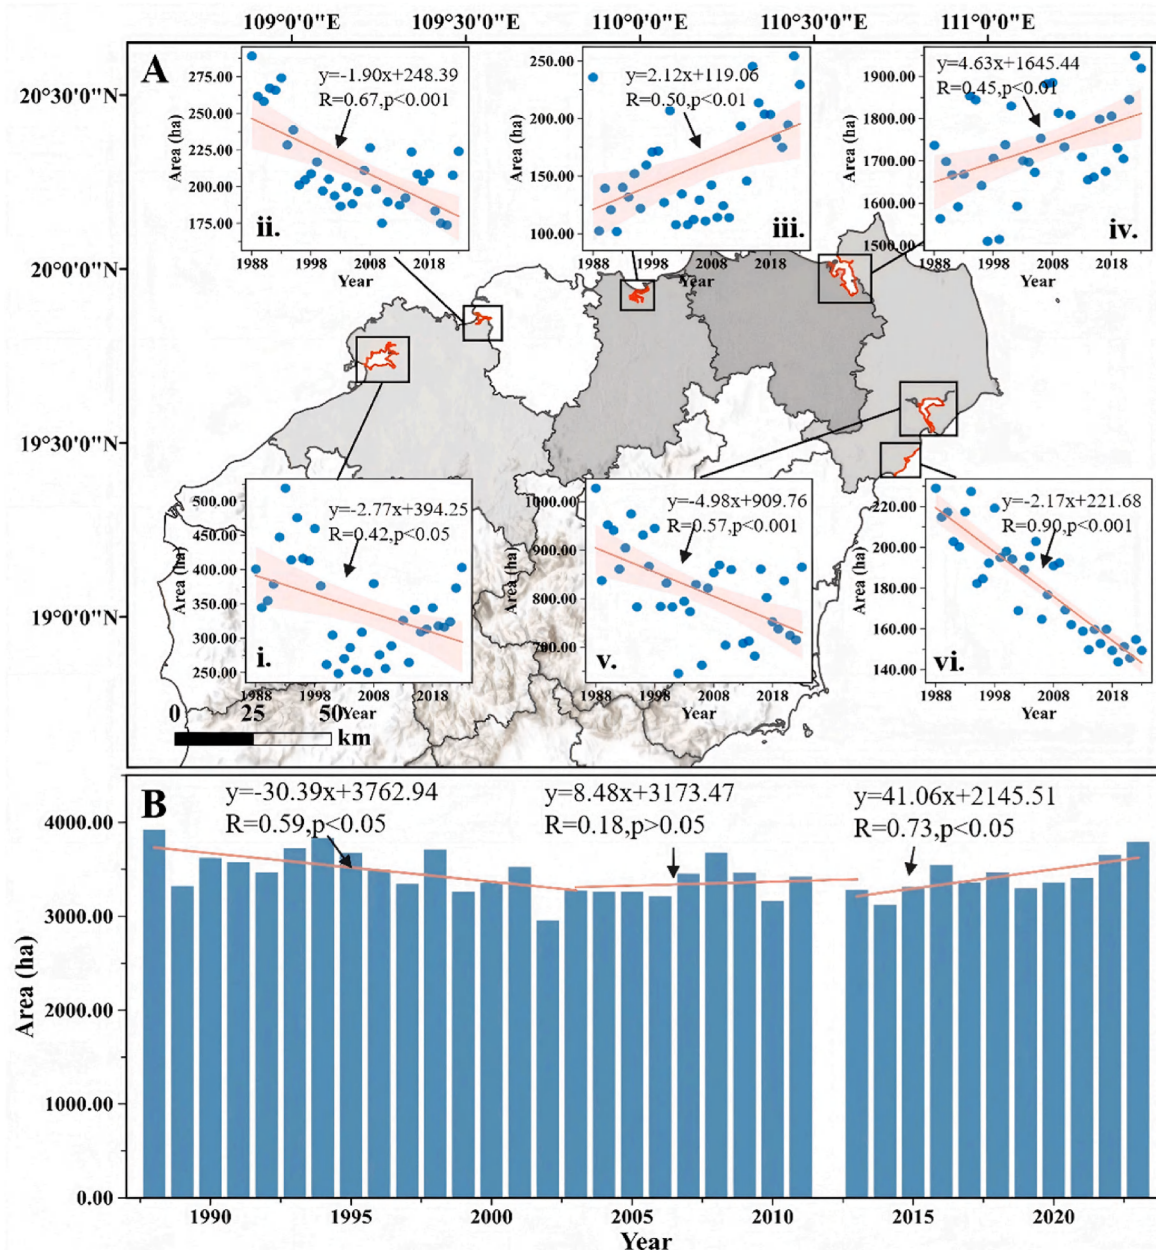 109°0'0"E 109°30'0"E 110°0'0"E 110°30'0"E 111°0'0"E
20°30'0"N
20°0'0"N
19°30'0"N
19°0'0"N
A
y=-1.90x+248.39
R=0.67,p<0.001
275.00
250.00
225.00
200.00
175.00
Area (ha)
ii.
1988 1998 2008 2018
Year
y=2.12x+119.06
R=0.50,p<0.01
250.00
200.00
150.00
100.00
Area (ha)
iii.
1988 1998 2008 2018
Year
y=4.63x+1645.44
R=0.45,p<0.01
1900.00
1800.00
1700.00
1600.00
1500.00
Area (ha)
iv.
1988 1998 2008 2018
Year
y=-2.77x+394.25
R=0.42,p<0.05
500.00
450.00
400.00
350.00
300.00
250.00
Area (ha)
i.
1988 1998 2008 2018
Year
y=-4.98x+909.76
R=0.57,p<0.001
1000.00
900.00
800.00
700.00
Area (ha)
v.
1988 1998 2008 2018
Year
y=-2.17x+221.68
R=0.90,p<0.001
220.00
200.00
180.00
160.00
140.00
Area (ha)
vi.
1988 1998 2008 2018
Year
0 25 50
km
B
y=-30.39x+3762.94
R=0.59,p<0.05
y=8.48x+3173.47
R=0.18,p>0.05
y=41.06x+2145.51
R=0.73,p<0.05
4000.00
3000.00
2000.00
1000.00
0.00
Area (ha)
1990 1995 2000 2005 2010 2015 2020
Year